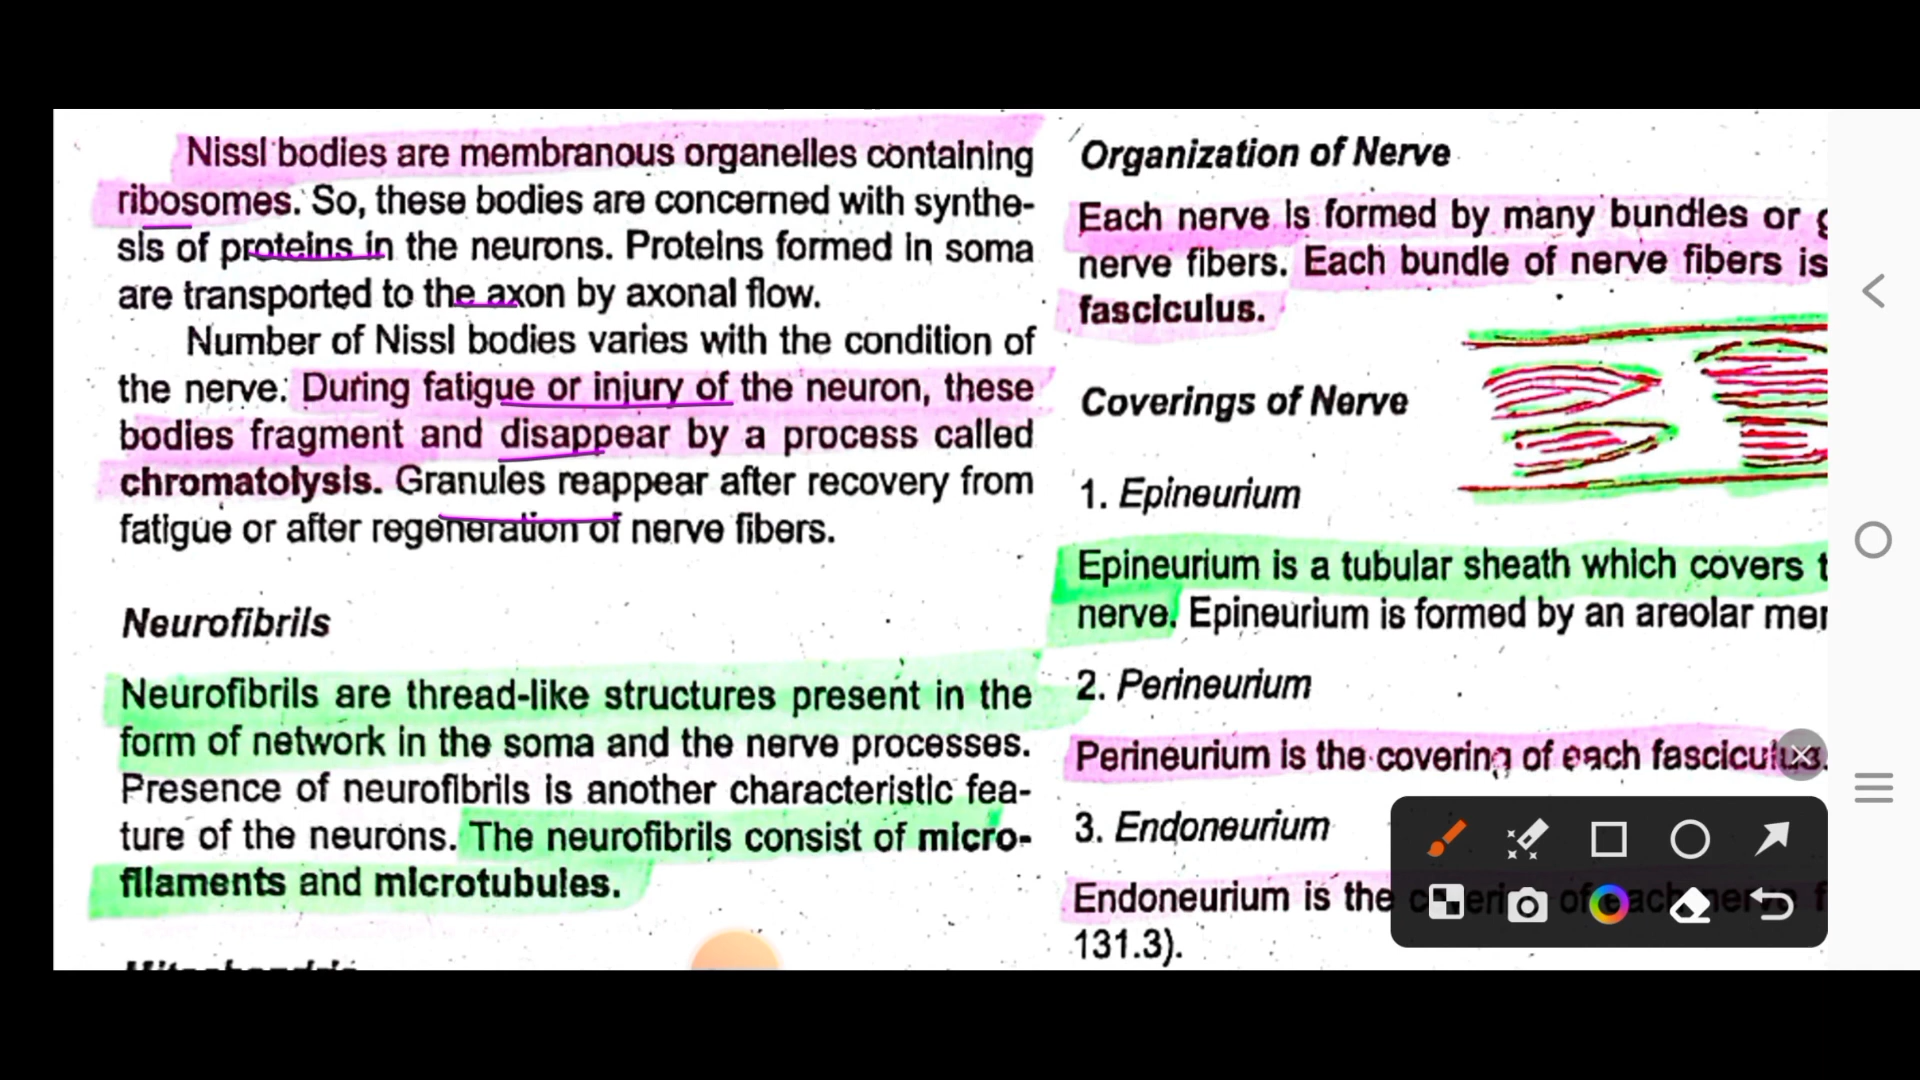 Nissl bodies are membranous organelles containing
ribosomes. So, these bodies are concerned with synthe-
sis of proteins in the neurons. Proteins formed in soma
are transported to the axon by axonal flow.
Number of Nissl bodies varies with the condition of
the nerve. During fatigue or injury of the neuron, these
bodies fragment and disappear by a process called
chromatolysis. Granules reappear after recovery from
fatigue or after regeneration of nerve fibers.
Neurofibrils
Neurofibrils are thread-like structures present in the
form of network in the soma and the nerve processes.
Presence of neurofibrils is another characteristic fea-
ture of the neurons. The neurofibrils consist of micro-
filaments and microtubules.
Mitochondria
Organization of Nerve
Each nerve is formed by many bundles or
nerve fibers. Each bundle of nerve fibers is
fasciculus.
Coverings of Nerve
1. Epineurium
Epineurium is a tubular sheath which covers
nerve. Epineurium is formed by an areolar
2. Perineurium
Perineurium is the covering of each fasciculus.
3. Endoneurium
Endoneurium is the covering of each nerve
131.3).